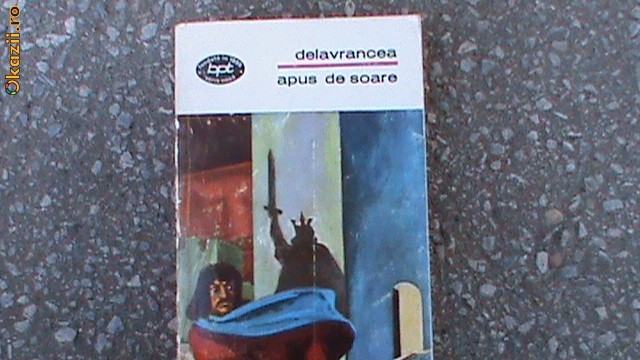 delavrancea
apus de soare
bpt
Okazii.ro